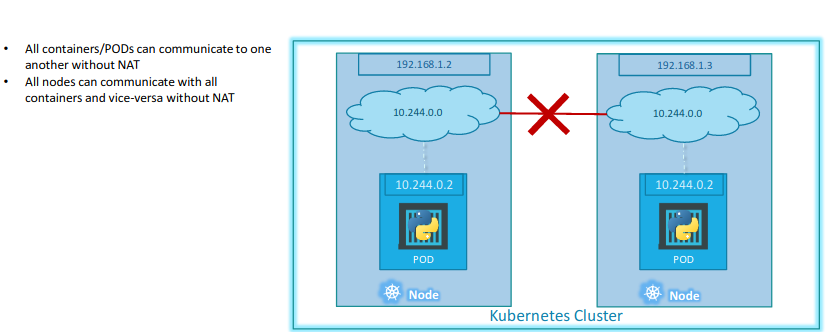 • All containers/PODs can communicate to one
another without NAT
• All nodes can communicate with all
containers and vice-versa without NAT
192.168.1.2
192.168.1.3
10.244.0.0
10.244.0.0
10.244.0.2
10.244.0.2
POD
POD
Node
Node
Kubernetes Cluster